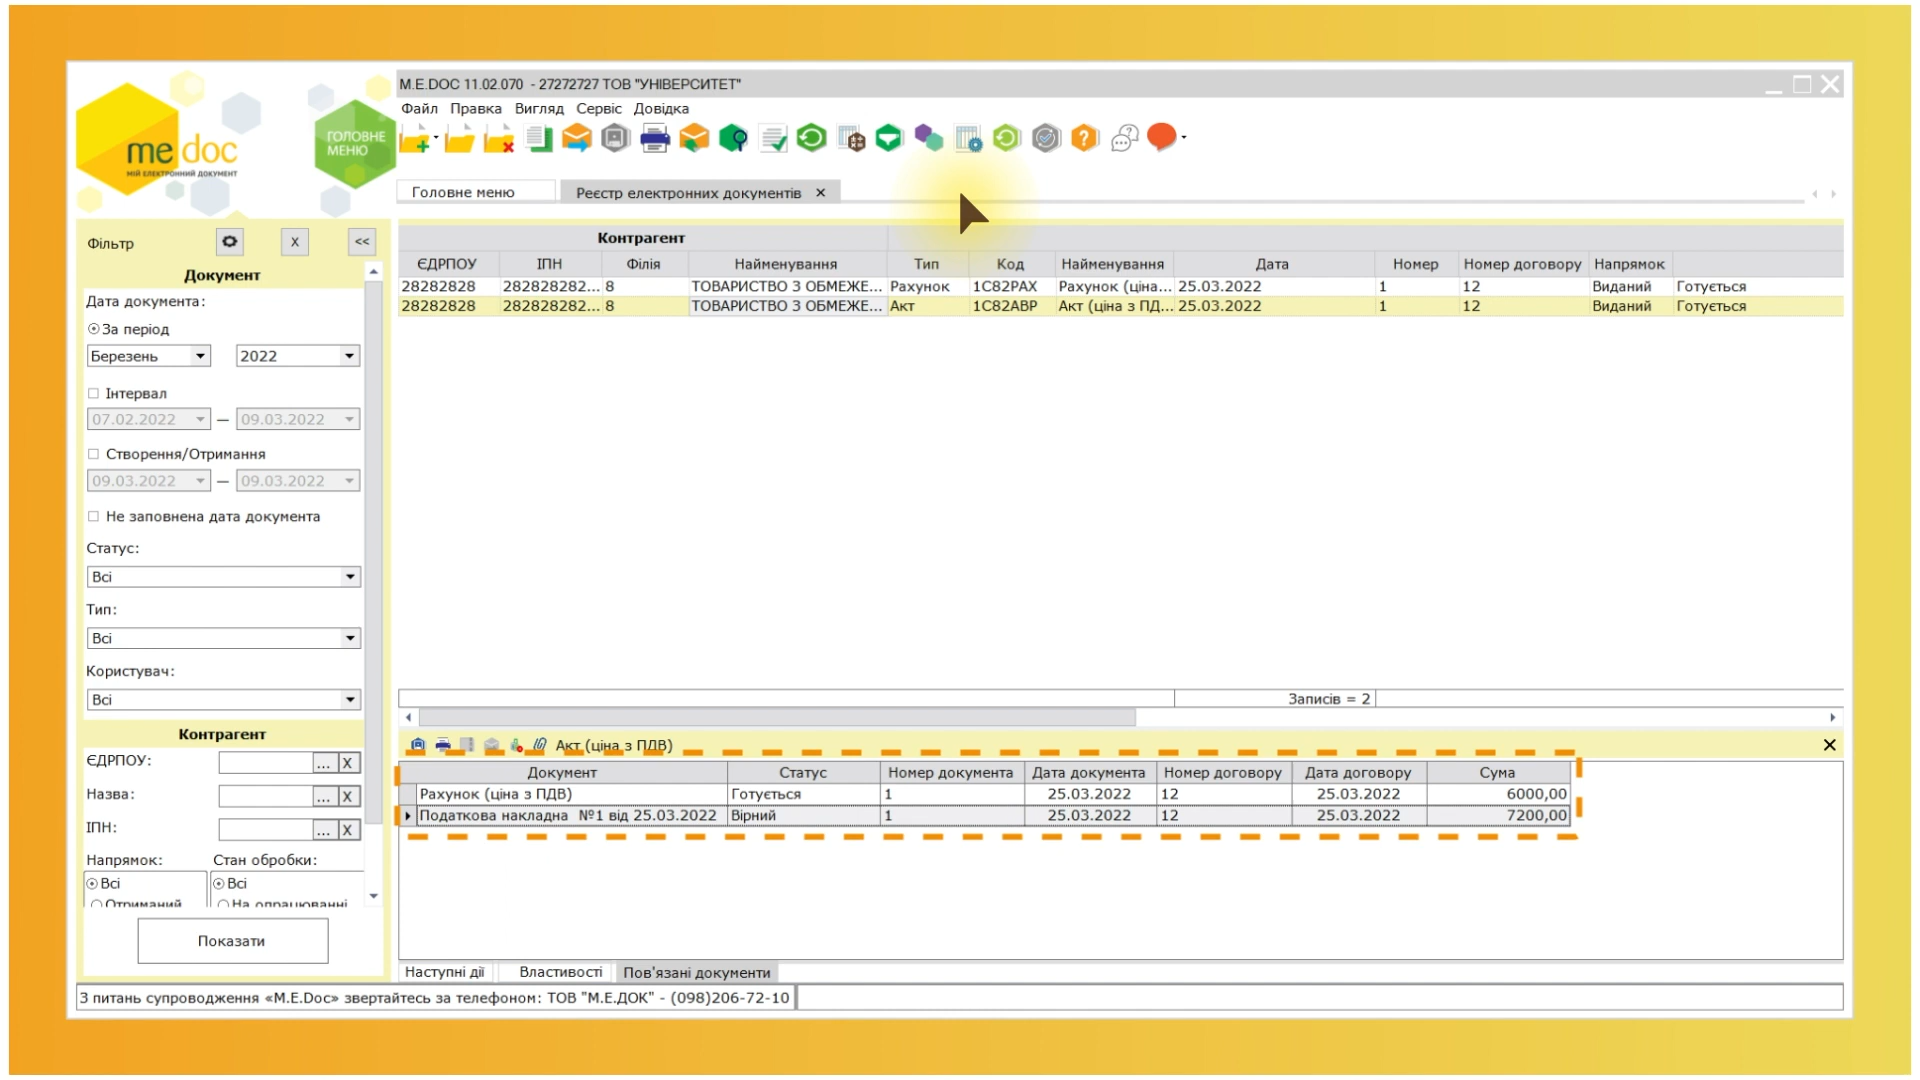 me doc
МІЙ ЕЛЕКТРОННИЙ ДОКУМЕНТ
ГОЛОВНЕ
МЕНЮ
M.E.DOC 11.02.070 - 27272727 ТОВ "УНІВЕРСИТЕТ"
Файл Правка Вигляд Сервіс Довідка
Головне меню Реєстр електронних документів
Фільтр X <<
Документ
Дата документа:
За період
Березень 2022
Інтервал
07.02.2022 — 09.03.2022
Створення/Отримання
09.03.2022 — 09.03.2022
Не заповнена дата документа
Статус:
Всі
Тип:
Всі
Користувач:
Всі
Контрагент
ЄДРПОУ: ... X
Назва: ... X
ІПН: ... X
Напрямок: Стан обробки:
Всі Всі
Отриманий На опрацюванні
Показати
Контрагент
ЄДРПОУ ІПН Філія Найменування Тип Код Найменування Дата Номер Номер договору Напрямок
28282828 282828282... 8 ТОВАРИСТВО З ОБМЕЖЕ... Рахунок 1С82РАХ Рахунок (ціна... 25.03.2022 1 12 Виданий Готується
28282828 282828282... 8 ТОВАРИСТВО З ОБМЕЖЕ... Акт 1С82АВР Акт (ціна з ПД... 25.03.2022 1 12 Виданий Готується
Записів = 2
Акт (ціна з ПДВ)
Документ Статус Номер документа Дата документа Номер договору Дата договору Сума
Рахунок (ціна з ПДВ) Готується 1 25.03.2022 12 25.03.2022 6000,00
Податкова накладна №1 від 25.03.2022 Вірний 1 25.03.2022 12 25.03.2022 7200,00
Наступні дії Властивості Пов'язані документи
З питань супроводження «M.E.Doc» звертайтесь за телефоном: ТОВ "М.Е.ДОК" - (098)206-72-10